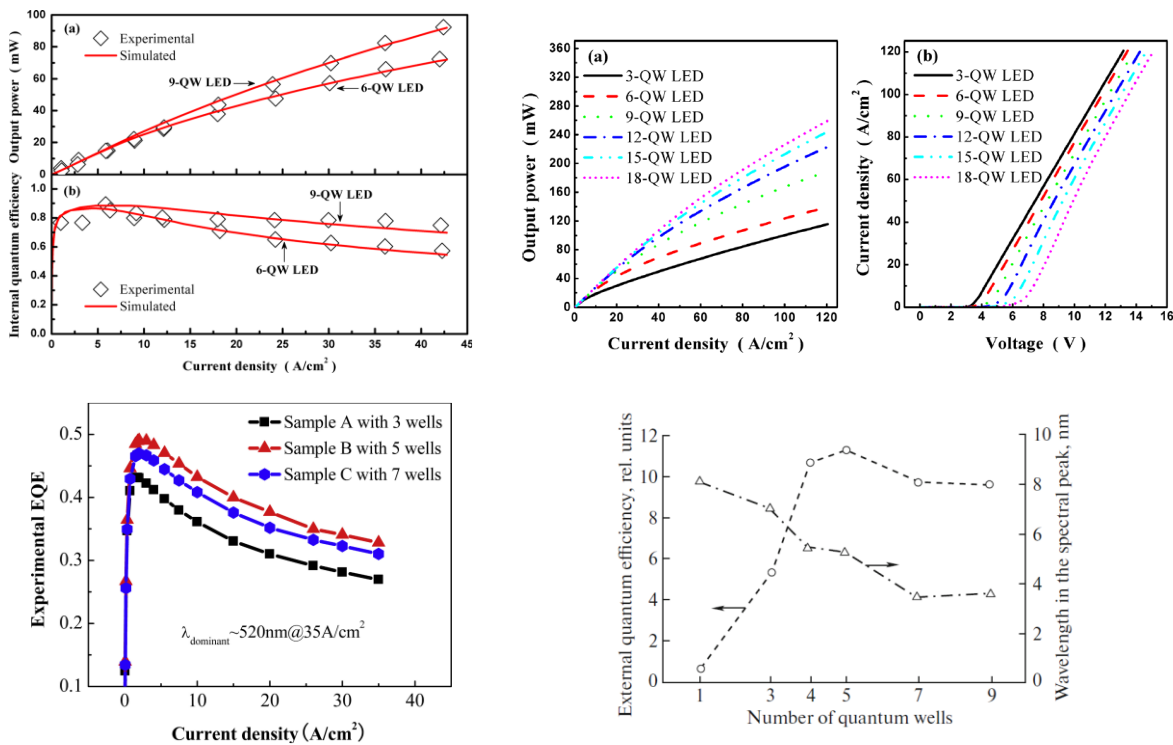 (a)
Experimental
Simulated
9-QW LED
6-QW LED
Output power ( mW )
100
80
60
40
20
0
(b)
9-QW LED
6-QW LED
Experimental
Simulated
Internal quantum efficiency
1.0
0.8
0.6
0.4
0.2
0.0
0 5 10 15 20 25 30 35 40 45
Current density ( A/cm² )
(a)
3-QW LED
6-QW LED
9-QW LED
12-QW LED
15-QW LED
18-QW LED
Output power ( mW )
360
320
280
240
200
160
120
80
40
0
0 20 40 60 80 100 120
Current density ( A/cm² )
(b)
3-QW LED
6-QW LED
9-QW LED
12-QW LED
15-QW LED
18-QW LED
Current density ( A/cm² )
120
100
80
60
40
20
0
0 2 4 6 8 10 12 14 16
Voltage ( V )
Sample A with 3 wells
Sample B with 5 wells
Sample C with 7 wells
Experimental EQE
0.5
0.4
0.3
0.1
λdominant~520nm@35A/cm²
0 10 20 30 40
Current density(A/cm²)
External quantum efficiency, rel. units
12
10
8
6
4
2
0
1 3 4 5 7 9
Number of quantum wells
10
8
6
4
2
0
Wavelength in the spectral peak, nm